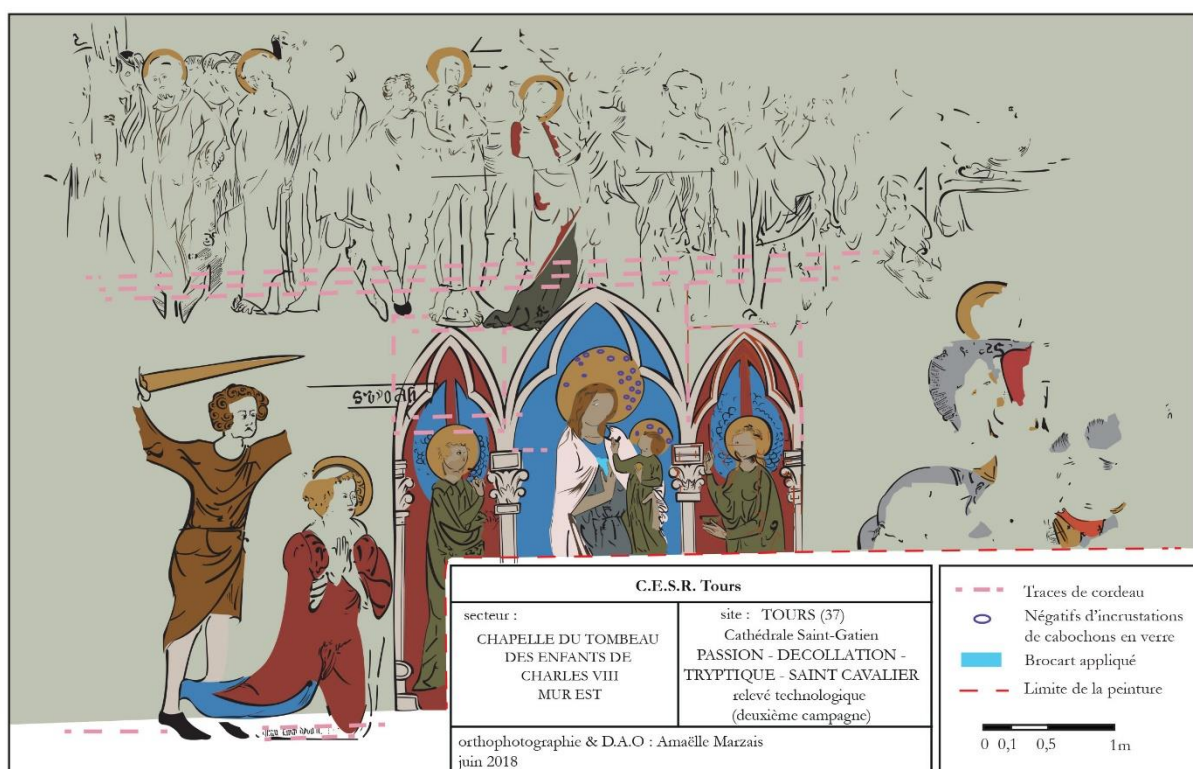 C.E.S.R. Tours
secteur :
CHAPELLE DU TOMBEAU
DES ENFANTS DE
CHARLES VIII
MUR EST
site : TOURS (37)
Cathédrale Saint-Gatien
PASSION - DECOLLATION -
TRYPTIQUE - SAINT CAVALIER
relevé technologique
(deuxième campagne)
orthophotographie & D.A.O : Amaëlle Marzais
juin 2018
Traces de cordeau
Négatifs d'incrustations
de cabochons en verre
Brocart appliqué
Limite de la peinture
0 0,1 0,5 1m